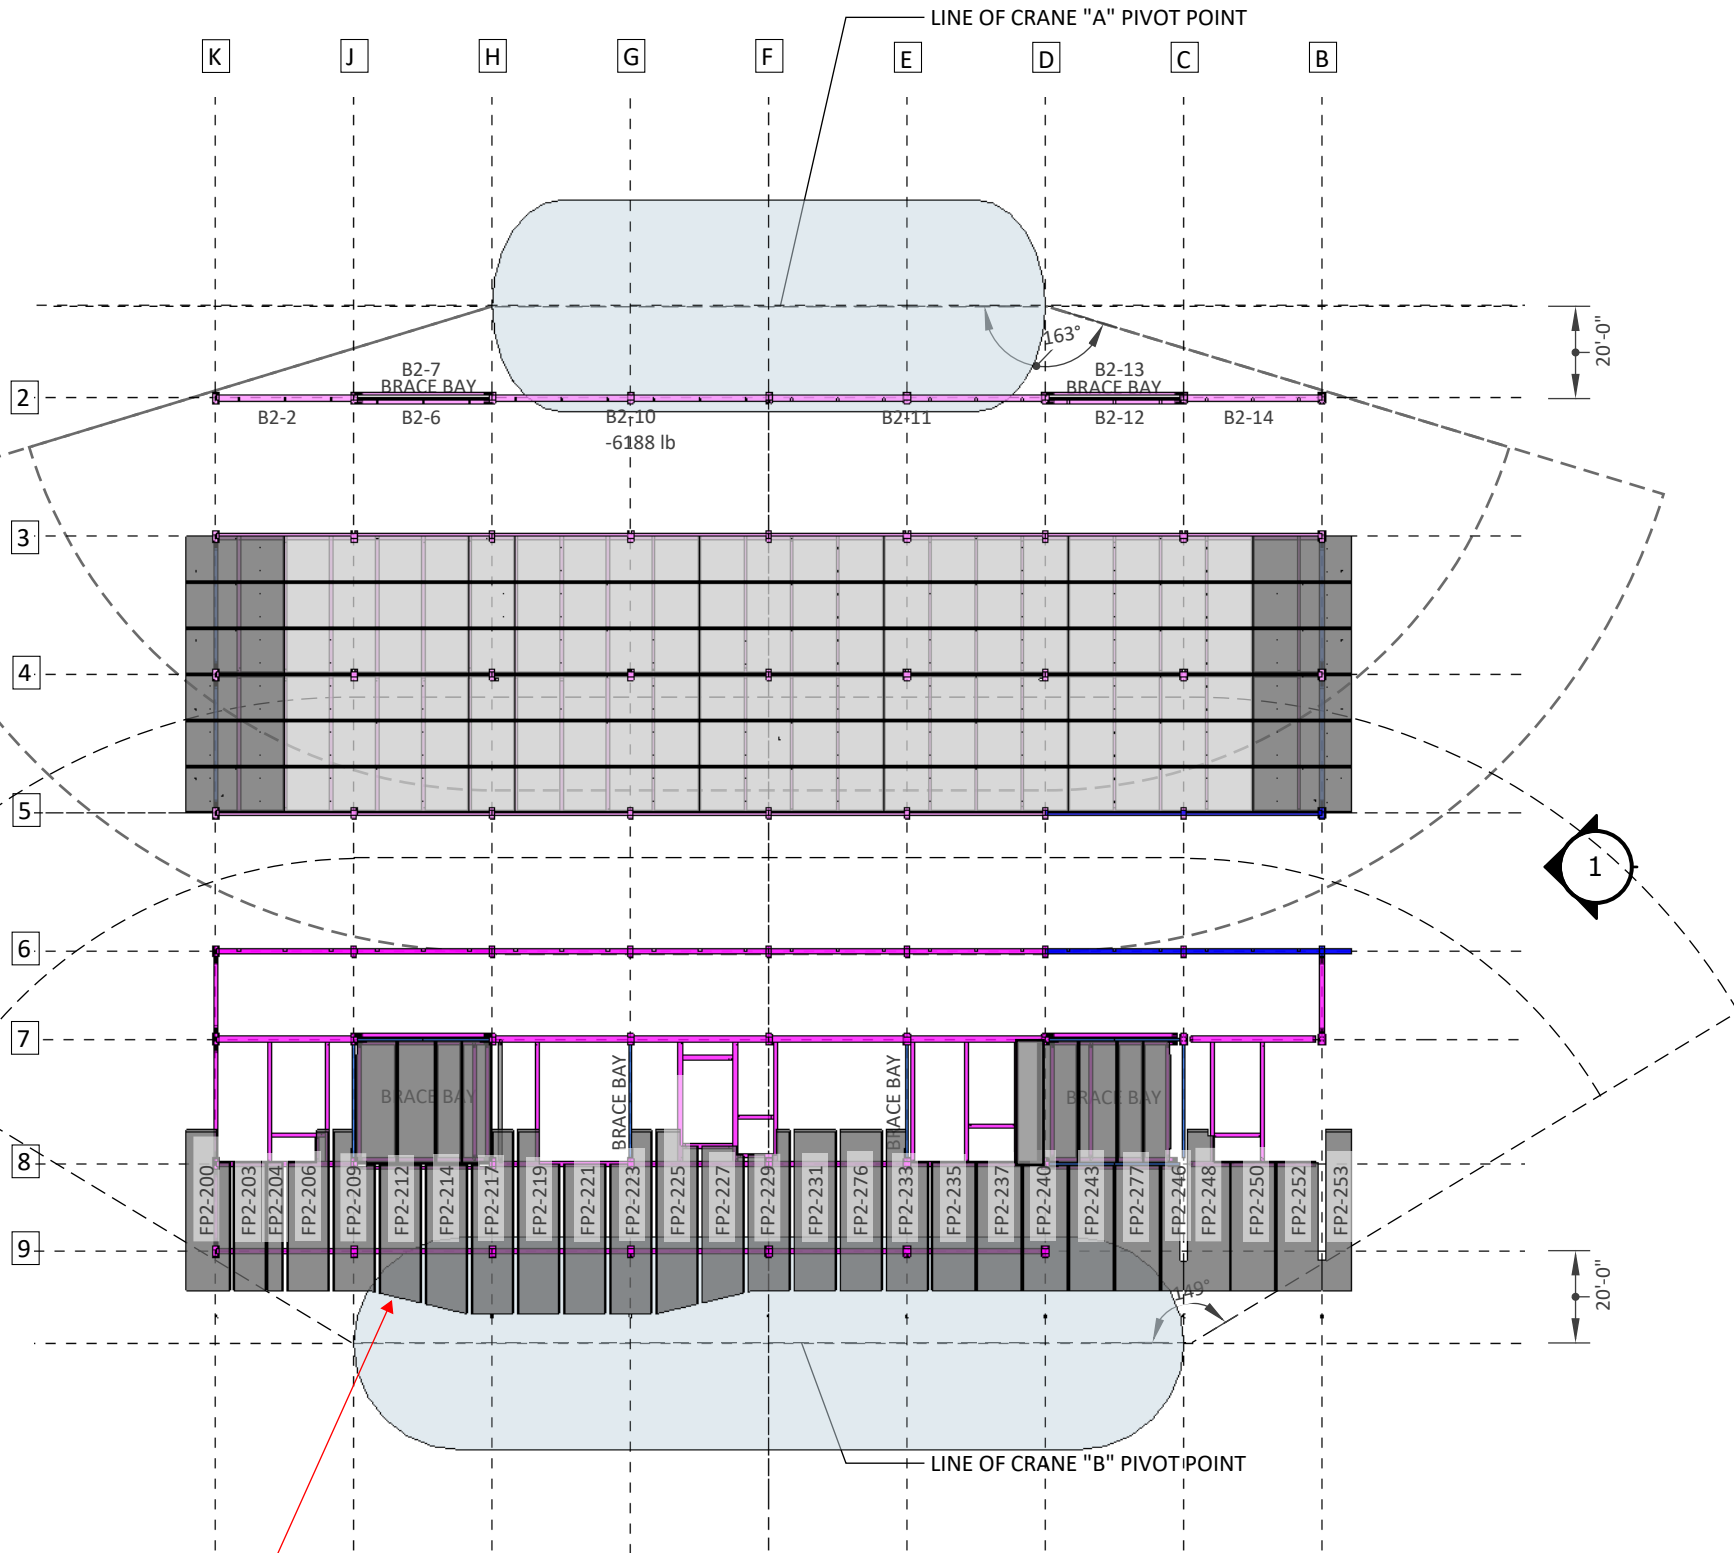 LINE OF CRANE "A" PIVOT POINT
K
J
H
G
F
E
D
C
B
163°
20'-0"
B2-7
BRACE BAY
B2-13
BRACE BAY
2
B2-2
B2-6
B2-10
B2-11
B2-12
B2-14
-6188 lb
3
4
5
1
6
7
BRACE BAY
BRACE BAY
BRACE BAY
BRACE BAY
8
FP2-200
FP2-203
FP2-204
FP2-206
FP2-209
FP2-212
FP2-214
FP2-217
FP2-219
FP2-221
FP2-223
FP2-225
FP2-227
FP2-229
FP2-231
FP2-276
FP2-233
FP2-235
FP2-237
FP2-240
FP2-243
FP2-277
FP2-246
FP2-248
FP2-250
FP2-252
FP2-253
9
149°
20'-0"
LINE OF CRANE "B" PIVOT POINT